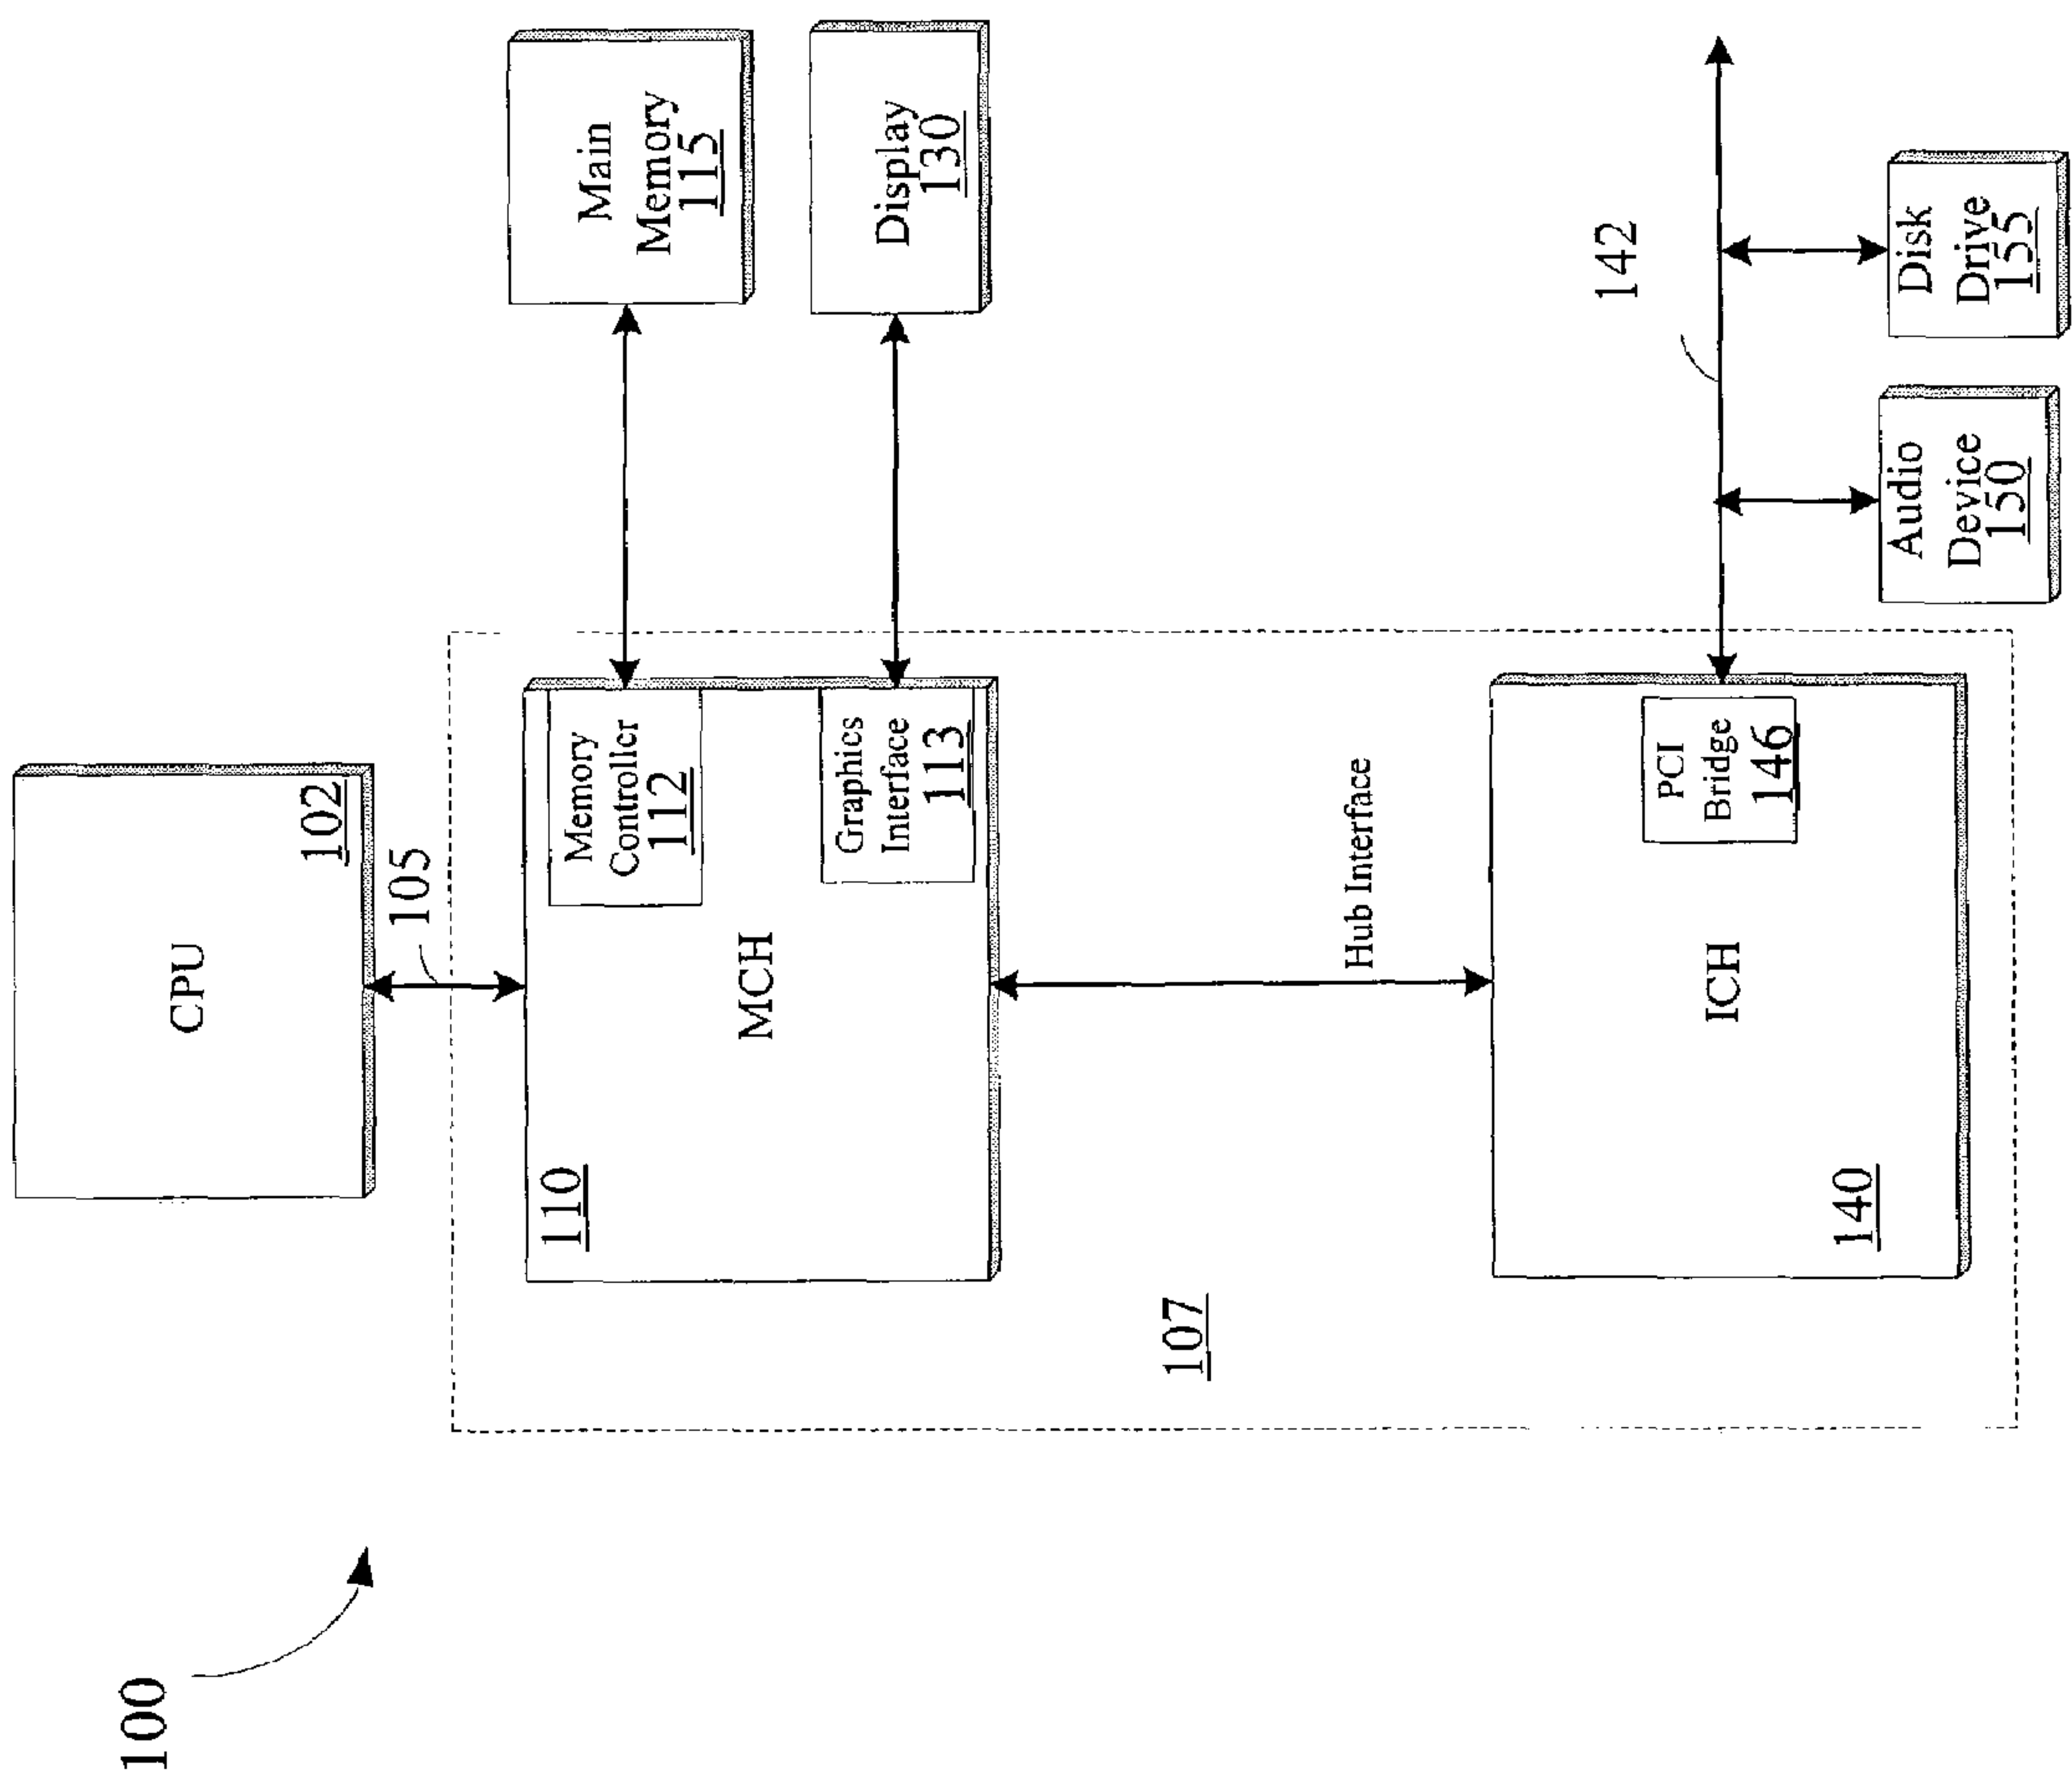 100
CPU
102
105
110
MCH
Memory
Controller
112
Graphics
Interface
113
Main
Memory
115
Display
130
107
Hub Interface
140
ICH
PCI
Bridge
146
142
Audio
Device
150
Disk
Drive
155